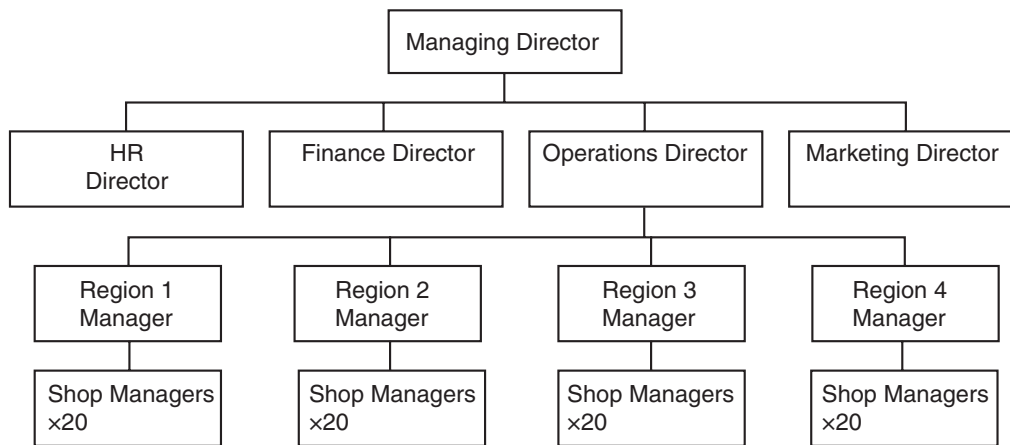 Managing Director
HR
Director
Finance Director
Operations Director
Marketing Director
Region 1
Manager
Region 2
Manager
Region 3
Manager
Region 4
Manager
Shop Managers
×20
Shop Managers
×20
Shop Managers
×20
Shop Managers
×20